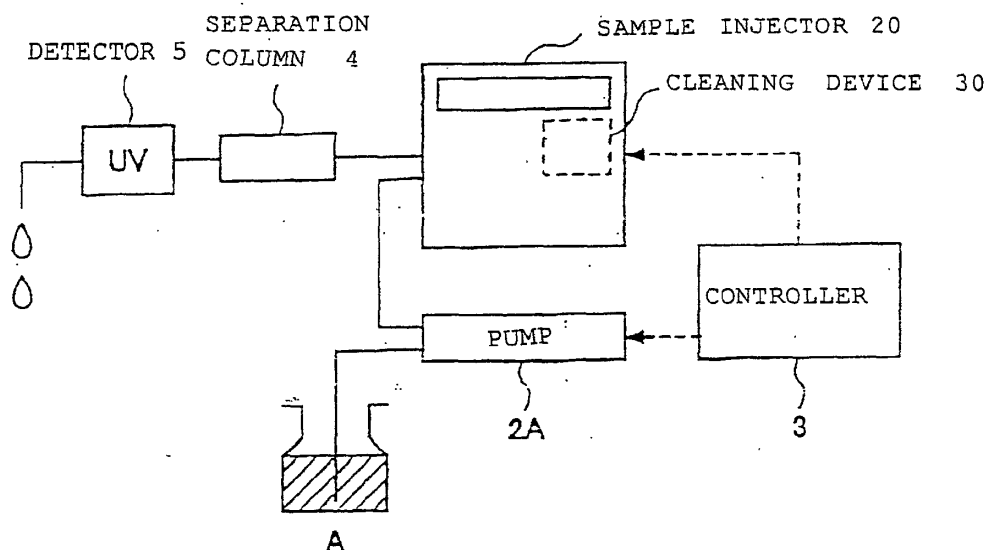 SEPARATION
COLUMN 4
DETECTOR 5
SAMPLE INJECTOR 20
CLEANING DEVICE 30
UV
CONTROLLER
PUMP
2A
3
A